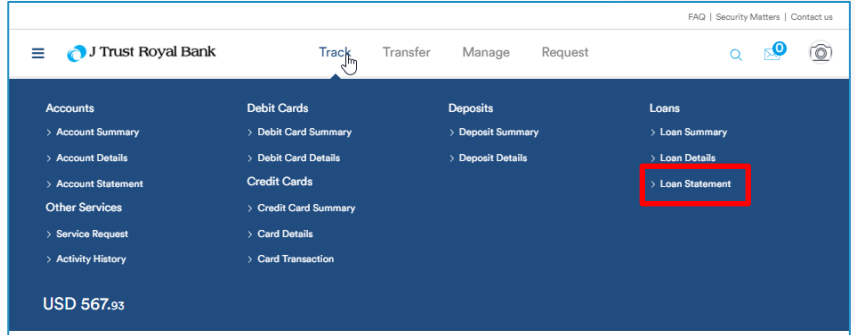 FAQ | Security Matters | Contact us
J Trust Royal Bank
Track Transfer Manage Request
0
Accounts
> Account Summary
> Account Details
> Account Statement
Other Services
> Service Request
> Activity History
Debit Cards
> Debit Card Summary
> Debit Card Details
Credit Cards
> Credit Card Summary
> Card Details
> Card Transaction
Deposits
> Deposit Summary
> Deposit Details
Loans
> Loan Summary
> Loan Details
> Loan Statement
USD 567.93